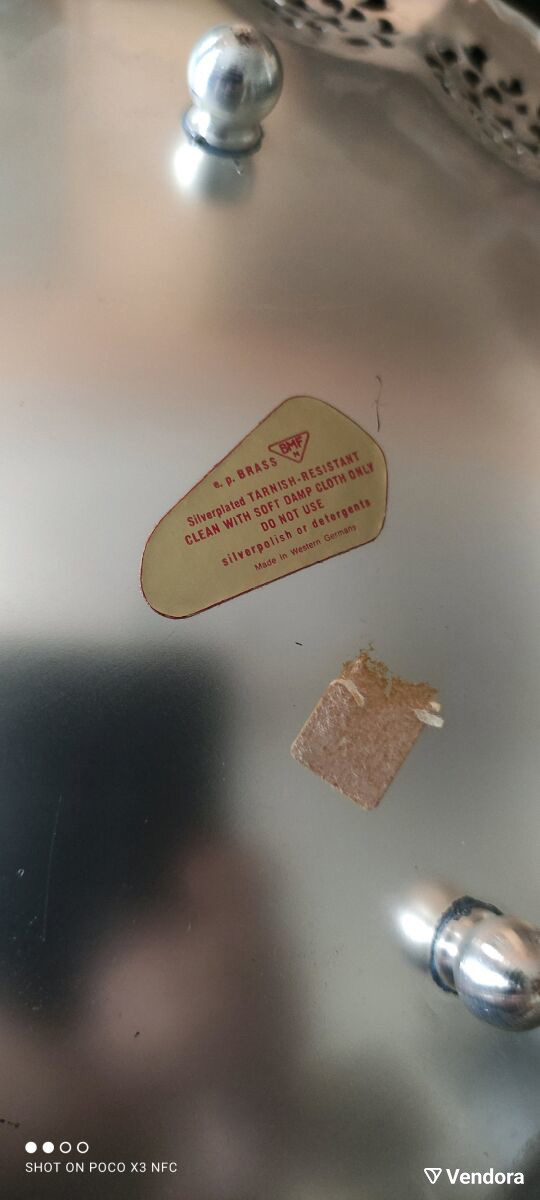 BMF
N
e. p. BRASS
Silverplated TARNISH-RESISTANT
CLEAN WITH SOFT DAMP CLOTH ONLY
DO NOT USE
silverpolish or detergents
Made in Western Germans
SHOT ON POCO X3 NFC
Vendora